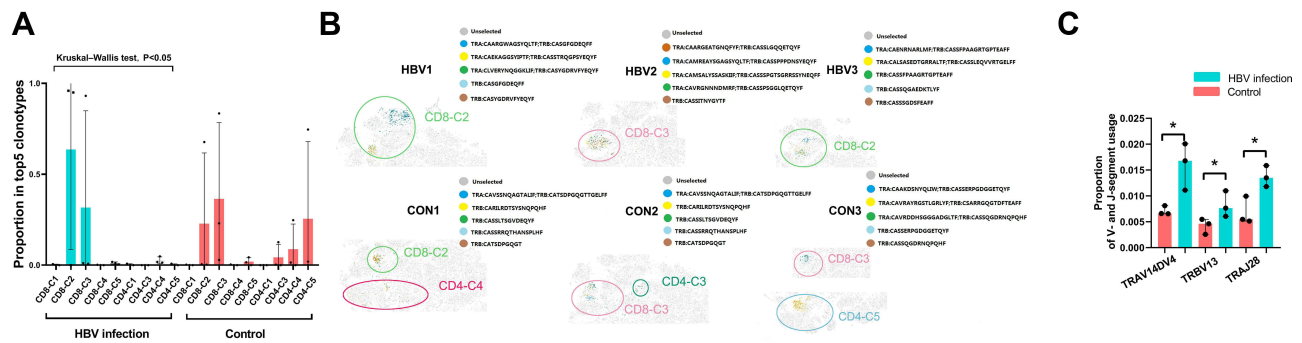 A
Kruskal–Wallis test. P<0.05
Proportion in top5 clonotypes
1.0
0.5
0.0
CD8-C1
CD8-C2
CD8-C3
CD8-C4
CD8-C5
CD4-C1
CD4-C3
CD4-C4
CD4-C5
CD8-C1
CD8-C2
CD8-C3
CD8-C4
CD8-C5
CD4-C1
CD4-C3
CD4-C4
CD4-C5
HBV infection
Control
B
HBV1
Unselected
TRA:CAARGWAGSYQLTF;TRB:CASGFGDEQFF
TRA:CAEKAGGSYIPTF;TRB:CASSTRQGPSYEQYF
TRA:CLVERYNQGGKLIF;TRB:CASYGDRVFYEQYF
TRB:CASGFGDEQFF
TRB:CASYGDRVFYEQYF
CD8-C2
HBV2
Unselected
TRA:CAARGEATGNQFYF;TRB:CASSLGQQETQYF
TRA:CAMREAYSGAGSYQLTF;TRB:CASSPPPDNSYEQYF
TRA:CAMSALYSSASKIIF;TRB:CASSPGTSGRRSSYNEQFF
TRA:CAVRGNNNDMRF;TRB:CASSPSGGLQETQYF
TRB:CASSITNYGYTF
CD8-C3
HBV3
Unselected
TRA:CAENRNARLMF;TRB:CASSFPAAGRTGPTEAFF
TRA:CALSASEDTGRRALTF;TRB:CASSLEQVVRTGELFF
TRB:CASSFPAAGRTGPTEAFF
TRB:CASSQGAEDKTLYF
TRB:CASSSGDSFEAFF
CD8-C2
CON1
Unselected
TRA:CAVSSNQAGTALIF;TRB:CATSDPGQGTTGELFF
TRB:CARILRDTSYSNQPQHF
TRB:CASSLTSGVDEQYF
TRB:CASSRRQTHANSPLHF
TRB:CATSDPGQGT
CD8-C2
CD4-C4
CON2
Unselected
TRA:CAVSSNQAGTALIF;TRB:CATSDPGQGTTGELFF
TRB:CARILRDTSYSNQPQHF
TRB:CASSLTSGVDEQYF
TRB:CASSRRQTHANSPLHF
TRB:CATSDPGQGT
CD4-C3
CD8-C3
CON3
Unselected
TRA:CAAKDSNYQLIW;TRB:CASSERPGDGGETQYF
TRA:CAVRAYRGSTLGRLYF;TRB:CSARRGQGTDFTEAFF
TRA:CAVRDDHSGGGADGLTF;TRB:CASSQGDRNQPQHF
TRB:CASSERPGDGGETQYF
TRB:CASSQGDRNQPQHF
CD8-C3
CD4-C5
C
HBV infection
Control
Proportion
of V- and J-segment usage
0.025
0.020
0.015
0.010
0.005
0.000
*
*
*
TRAV14DV4
TRBV13
TRAJ28